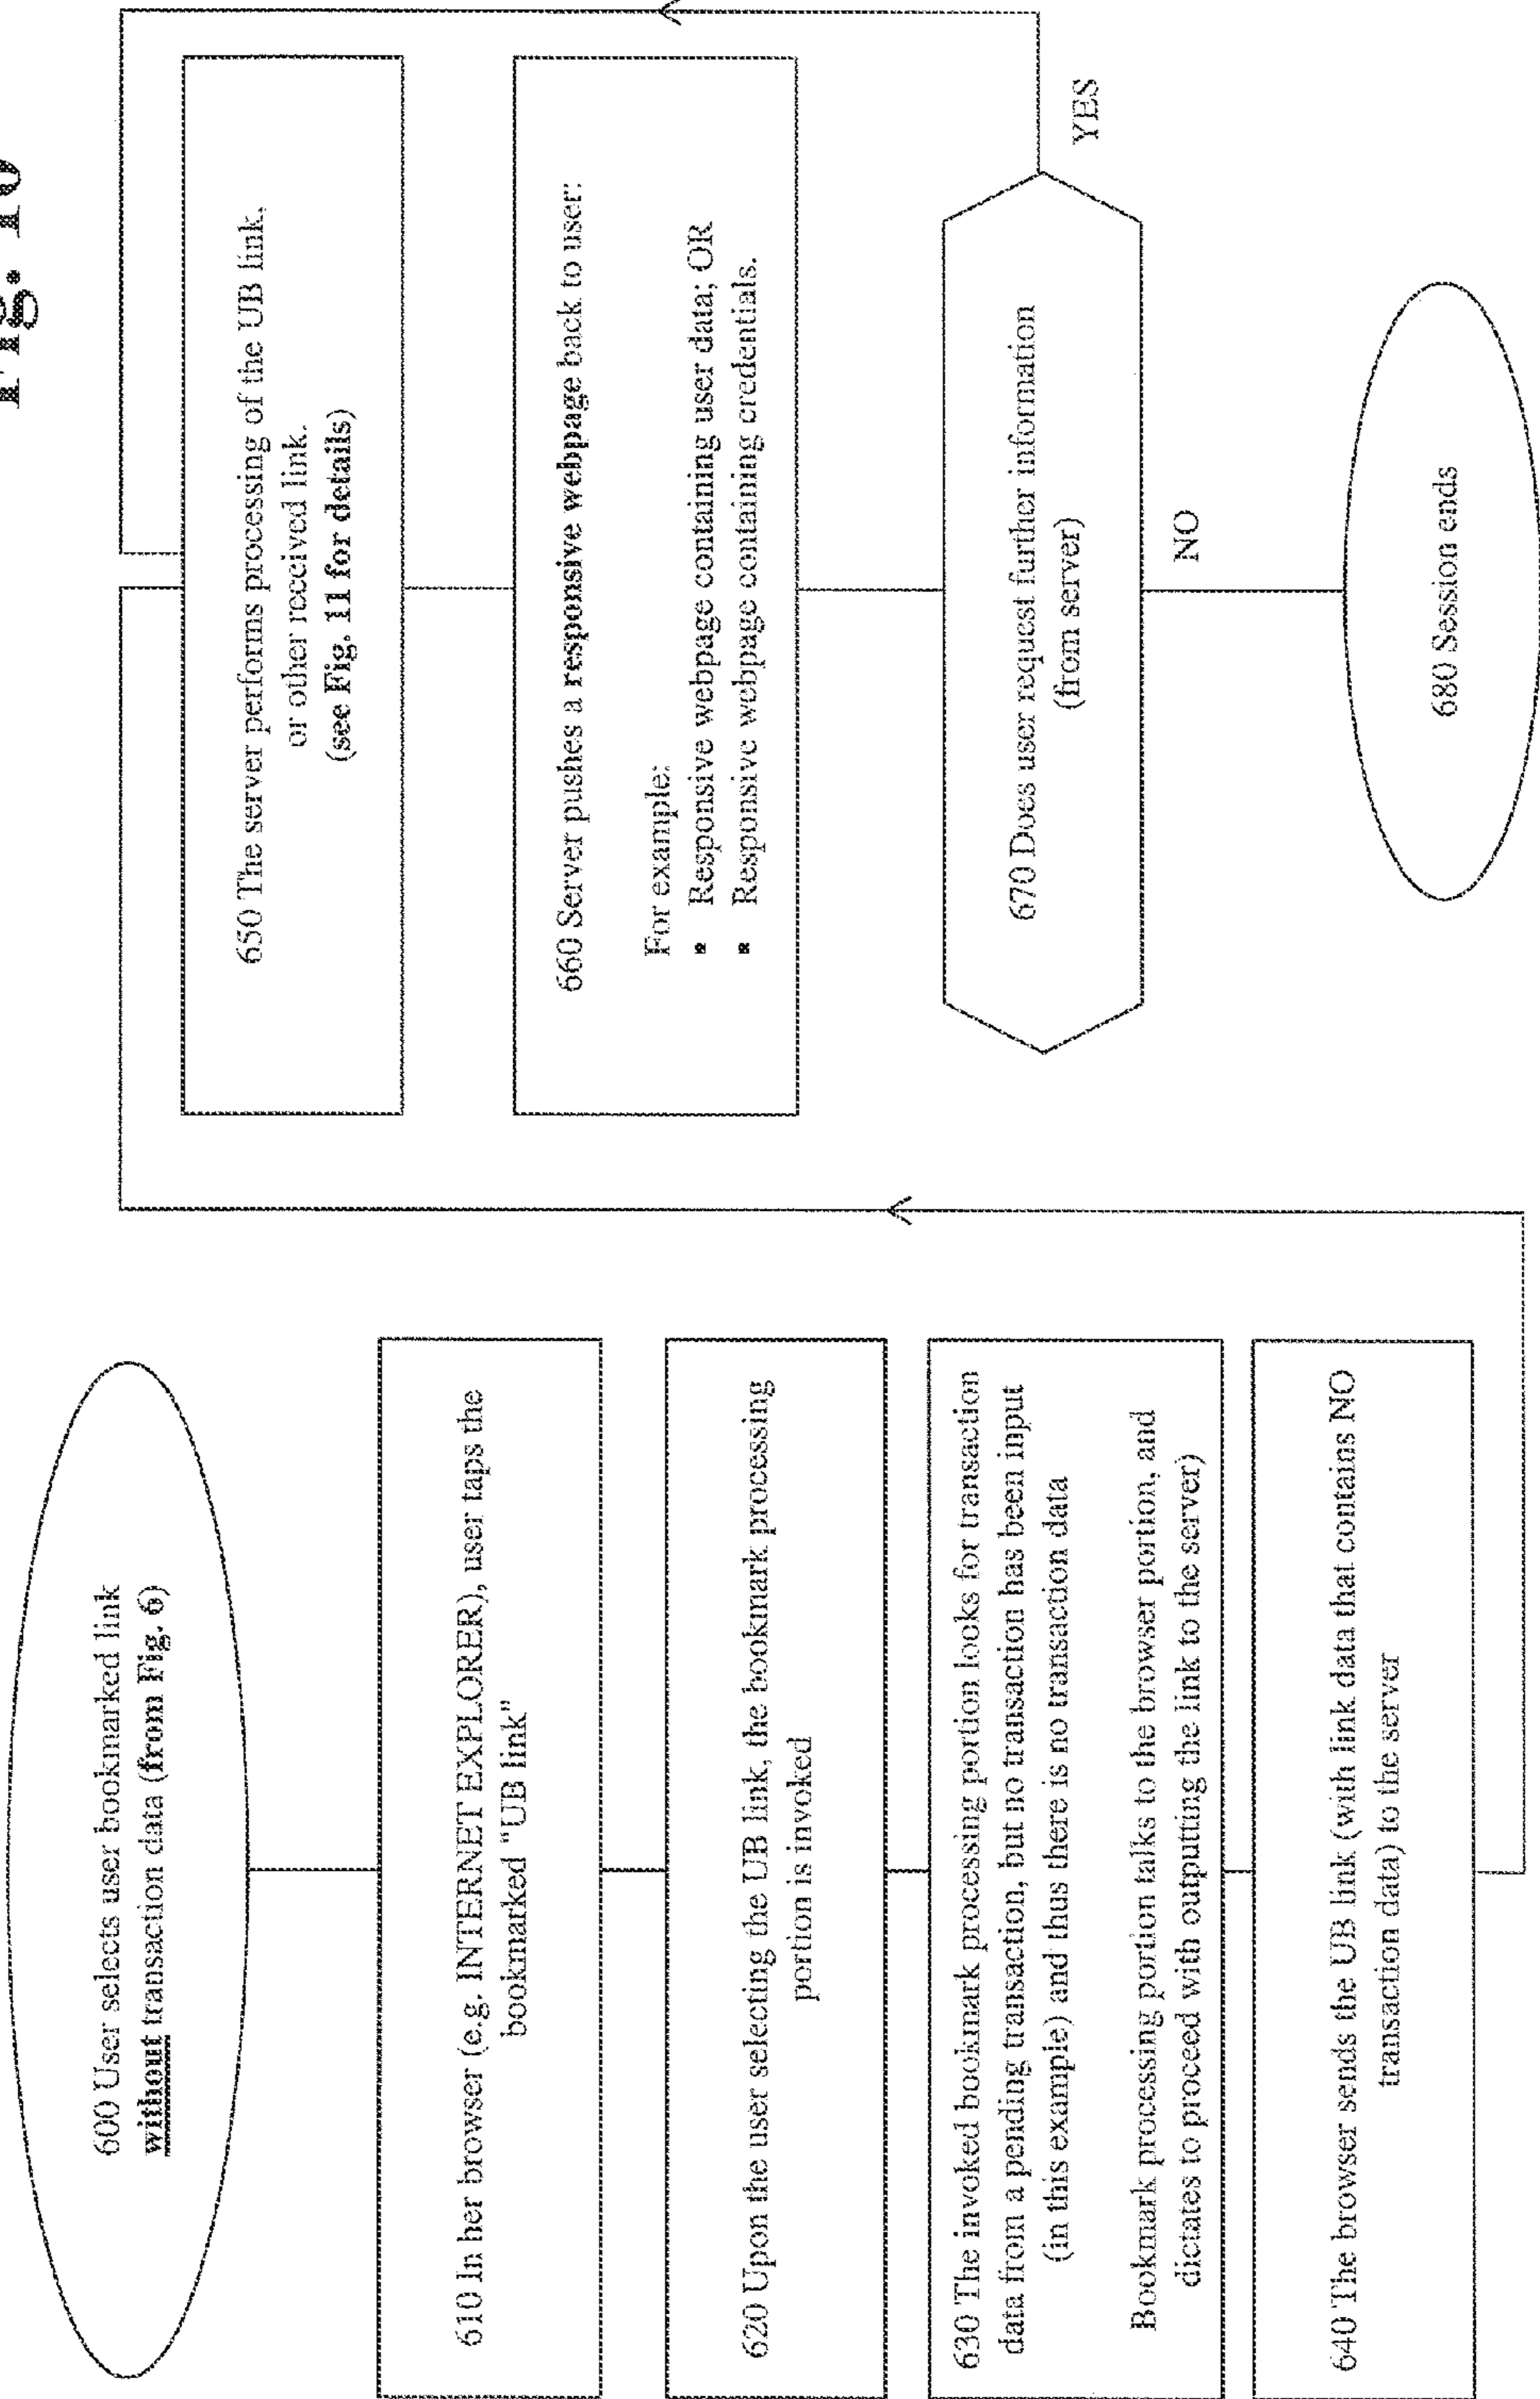 Fig. 10
600 User selects user bookmarked link
without transaction data (from Fig. 6)
610 In her browser (e.g. INTERNET EXPLORER), user taps the
bookmarked "UB link"
620 Upon the user selecting the UB link, the bookmark processing
portion is invoked
630 The invoked bookmark processing portion looks for transaction
data from a pending transaction, but no transaction has been input
(in this example) and thus there is no transaction data
Bookmark processing portion talks to the browser portion, and
dictates to proceed with outputting the link to the server)
640 The browser sends the UB link (with link data that contains NO
transaction data) to the server
650 The server performs processing of the UB link,
or other received link.
(see Fig. 11 for details)
660 Server pushes a responsive webpage back to user:
For example:
▪ Responsive webpage containing user data; OR
▪ Responsive webpage containing credentials.
670 Does user request further information
(from server)
YES
NO
680 Session ends